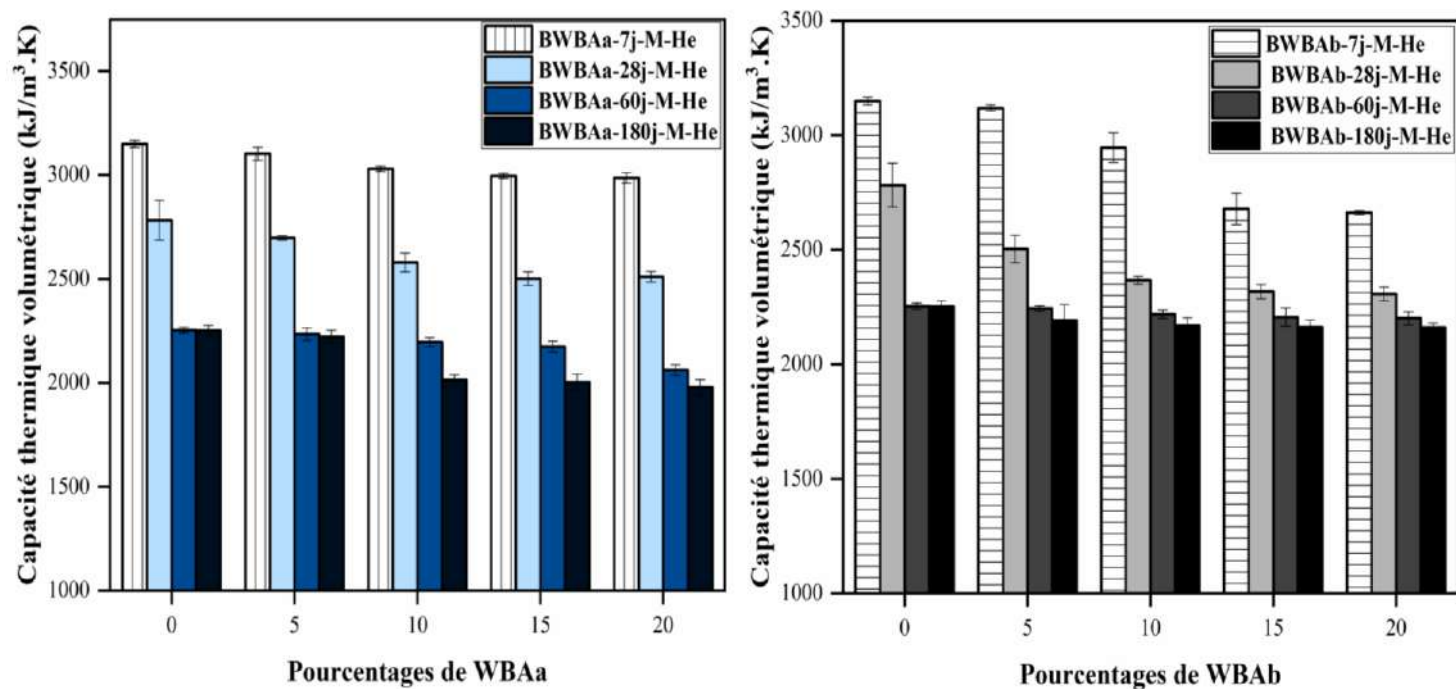 Capacité thermique volumétrique (kJ/m³.K)
3500
3000
2500
2000
1500
1000
BWBAa-7j-M-He
BWBAa-28j-M-He
BWBAa-60j-M-He
BWBAa-180j-M-He
0 5 10 15 20
Pourcentages de WBAa
Capacité thermique volumétrique (kJ/m³.K)
3500
3000
2500
2000
1500
1000
BWBAb-7j-M-He
BWBAb-28j-M-He
BWBAb-60j-M-He
BWBAb-180j-M-He
0 5 10 15 20
Pourcentages de WBAb